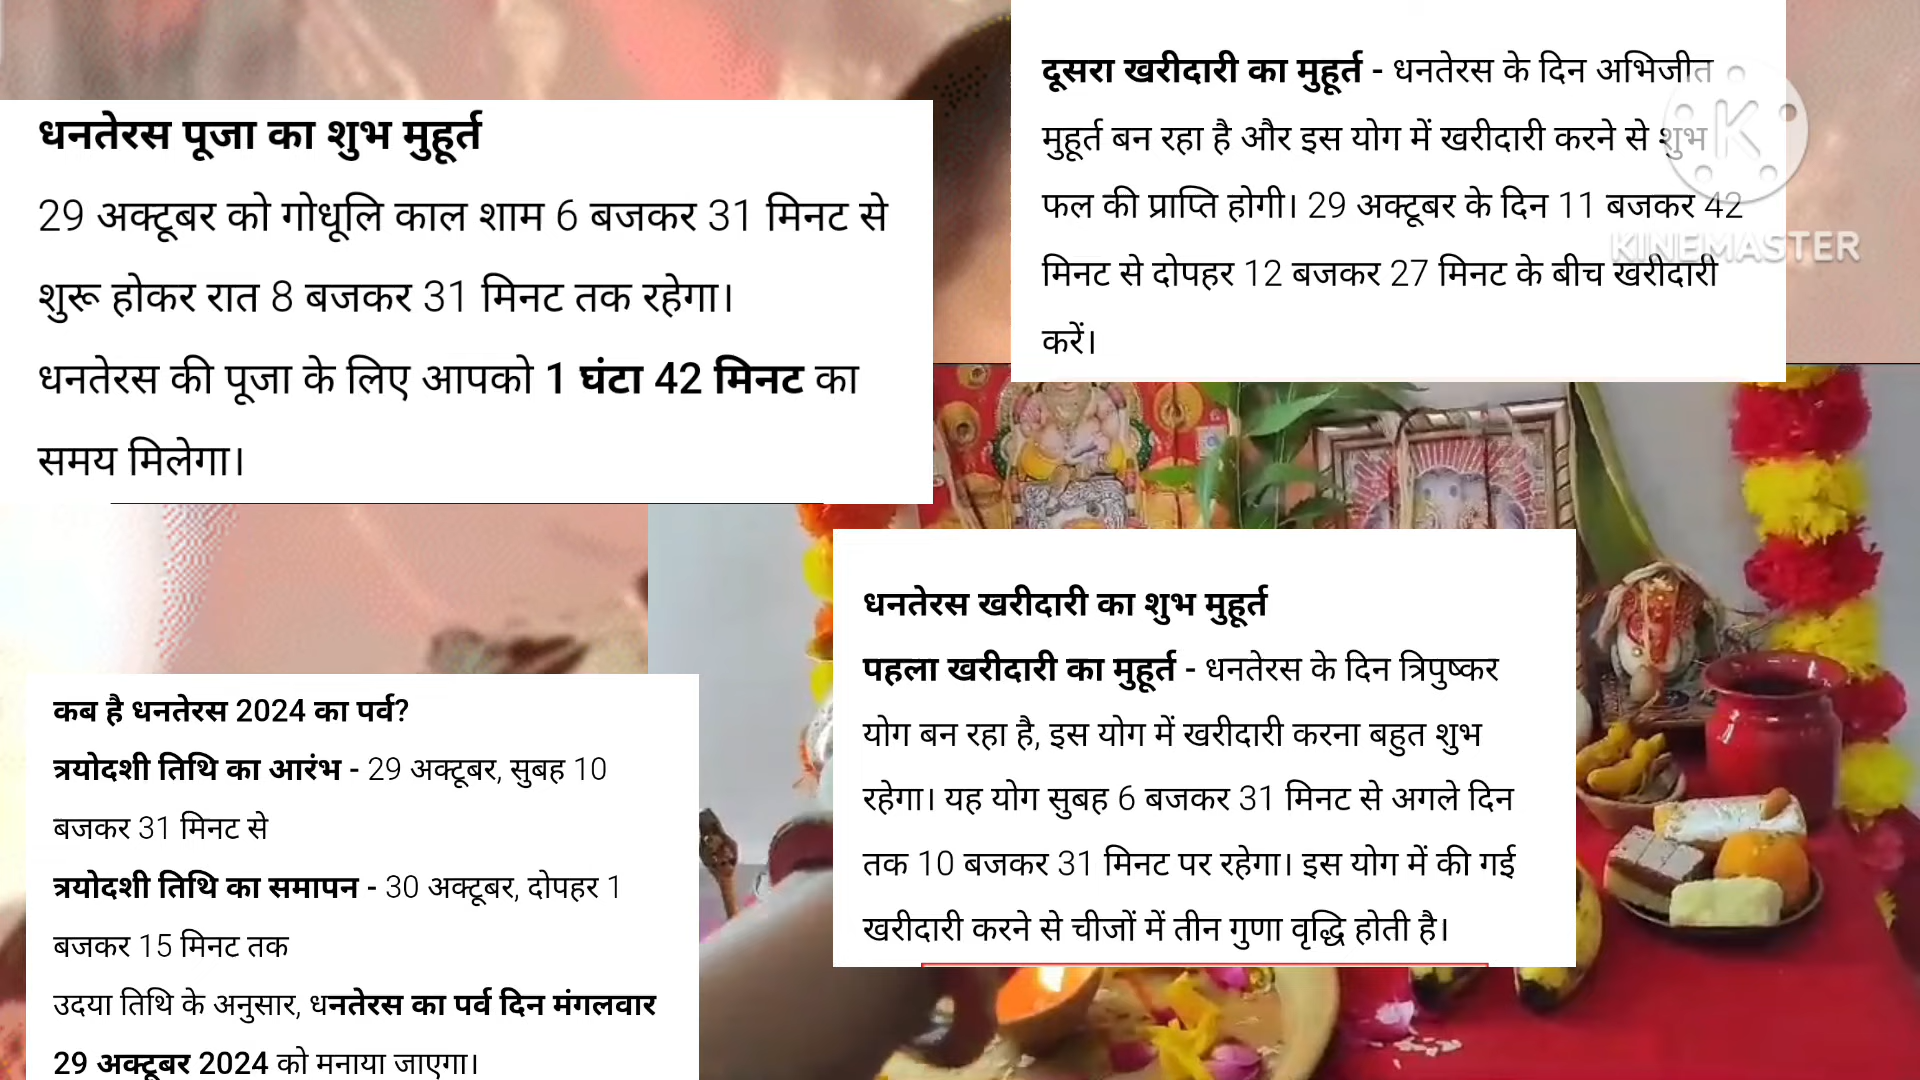 धनतेरस पूजा का शुभ मुहूर्त
29 अक्टूबर को गोधूलि काल शाम 6 बजकर 31 मिनट से
शुरू होकर रात 8 बजकर 31 मिनट तक रहेगा।
धनतेरस की पूजा के लिए आपको 1 घंटा 42 मिनट का
समय मिलेगा।
दूसरा खरीदारी का मुहूर्त - धनतेरस के दिन अभिजीत
मुहूर्त बन रहा है और इस योग में खरीदारी करने से शुभ
फल की प्राप्ति होगी। 29 अक्टूबर के दिन 11 बजकर 42
मिनट से दोपहर 12 बजकर 27 मिनट के बीच खरीदारी
करें।
K
KINEMASTER
कब है धनतेरस 2024 का पर्व?
त्रयोदशी तिथि का आरंभ - 29 अक्टूबर, सुबह 10
बजकर 31 मिनट से
त्रयोदशी तिथि का समापन - 30 अक्टूबर, दोपहर 1
बजकर 15 मिनट तक
उदया तिथि के अनुसार, धनतेरस का पर्व दिन मंगलवार
29 अक्टूबर 2024 को मनाया जाएगा।
धनतेरस खरीदारी का शुभ मुहूर्त
पहला खरीदारी का मुहूर्त - धनतेरस के दिन त्रिपुष्कर
योग बन रहा है, इस योग में खरीदारी करना बहुत शुभ
रहेगा। यह योग सुबह 6 बजकर 31 मिनट से अगले दिन
तक 10 बजकर 31 मिनट पर रहेगा। इस योग में की गई
खरीदारी करने से चीजों में तीन गुणा वृद्धि होती है।